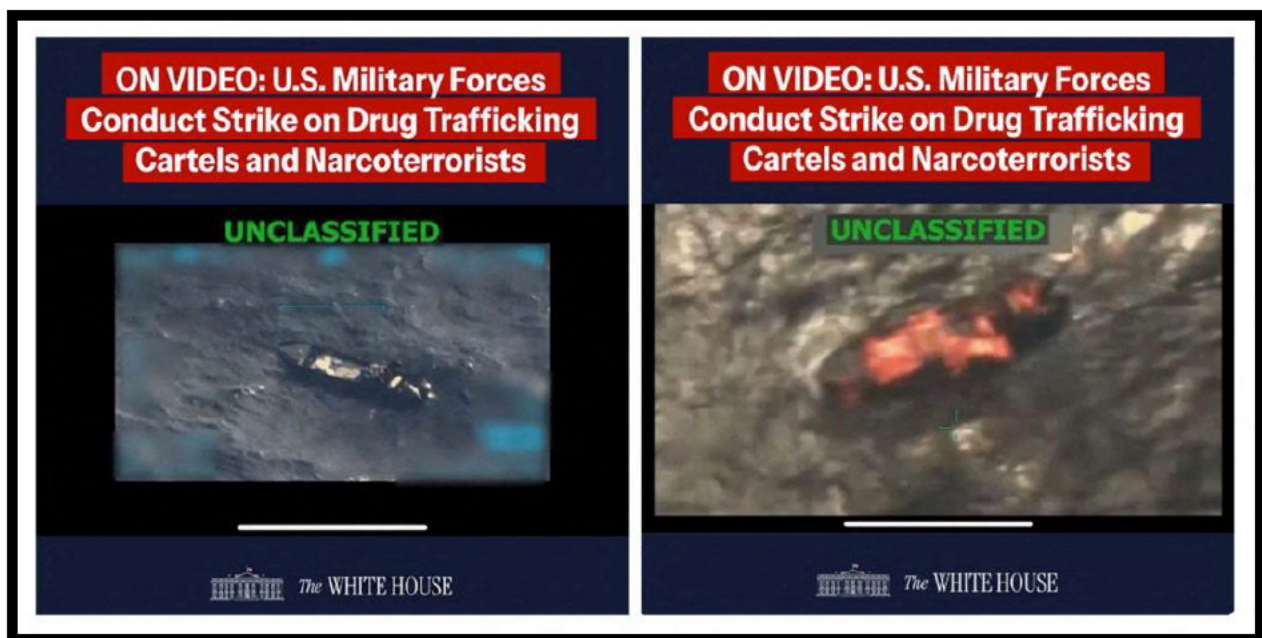 ON VIDEO: U.S. Military Forces
Conduct Strike on Drug Trafficking
Cartels and Narcoterrorists
UNCLASSIFIED
The WHITE HOUSE
ON VIDEO: U.S. Military Forces
Conduct Strike on Drug Trafficking
Cartels and Narcoterrorists
UNCLASSIFIED
The WHITE HOUSE